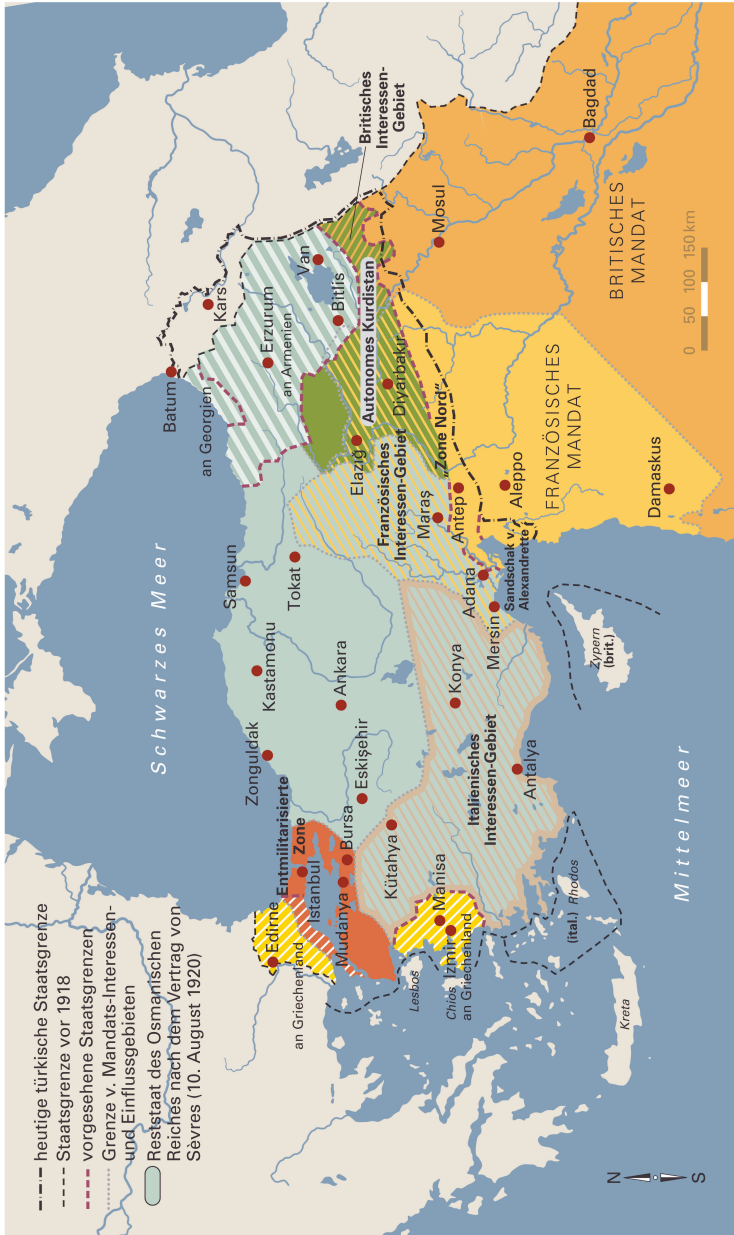 heutige türkische Staatsgrenze
Staatsgrenze vor 1918
vorgesehene Staatsgrenzen
Grenze v. Mandats-Interessen-
und Einflussgebieten
Reststaat des Osmanischen
Reiches nach dem Vertrag von
Sèvres (10. August 1920)
Schwarzes Meer
Batum
Kars
an Georgien
Erzurum
an Armenien
Van
Bitlis
Britisches
Interessen-
Gebiet
Samsun
Tokat
Kastamonu
Zonguldak
Ankara
Eskişehir
Entmilitarisierte
Zone
Istanbul
Bursa
Mudanya
Edirne
an Griechenland
Kütahya
Manisa
Izmir
an Griechenland
Lesbos
Chios
Elazığ
Autonomes Kurdistan
Diyarbakır
Französisches
Interessen-Gebiet
„Zone Nord“
Maraş
Antep
Adana
Mersin
Sandschak v.
Alexandrette
Konya
Italienisches
Interessen-Gebiet
Antalya
Rhodos
(ital.)
Kreta
Zypern
(brit.)
Mittelmeer
Aleppo
FRANZÖSISCHES
MANDAT
Damaskus
Mosul
Bagdad
BRITISCHES
MANDAT
0 50 100 150 km
N
S